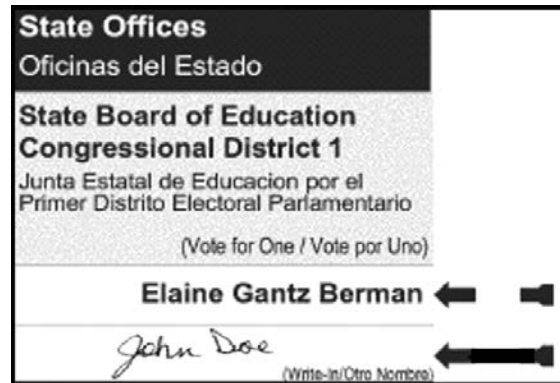 State Offices
Oficinas del Estado
State Board of Education
Congressional District 1
Junta Estatal de Educacion por el
Primer Distrito Electoral Parlamentario
(Vote for One / Vote por Uno)
Elaine Gantz Berman
John Doe
(Write-In/Otro Nombre)